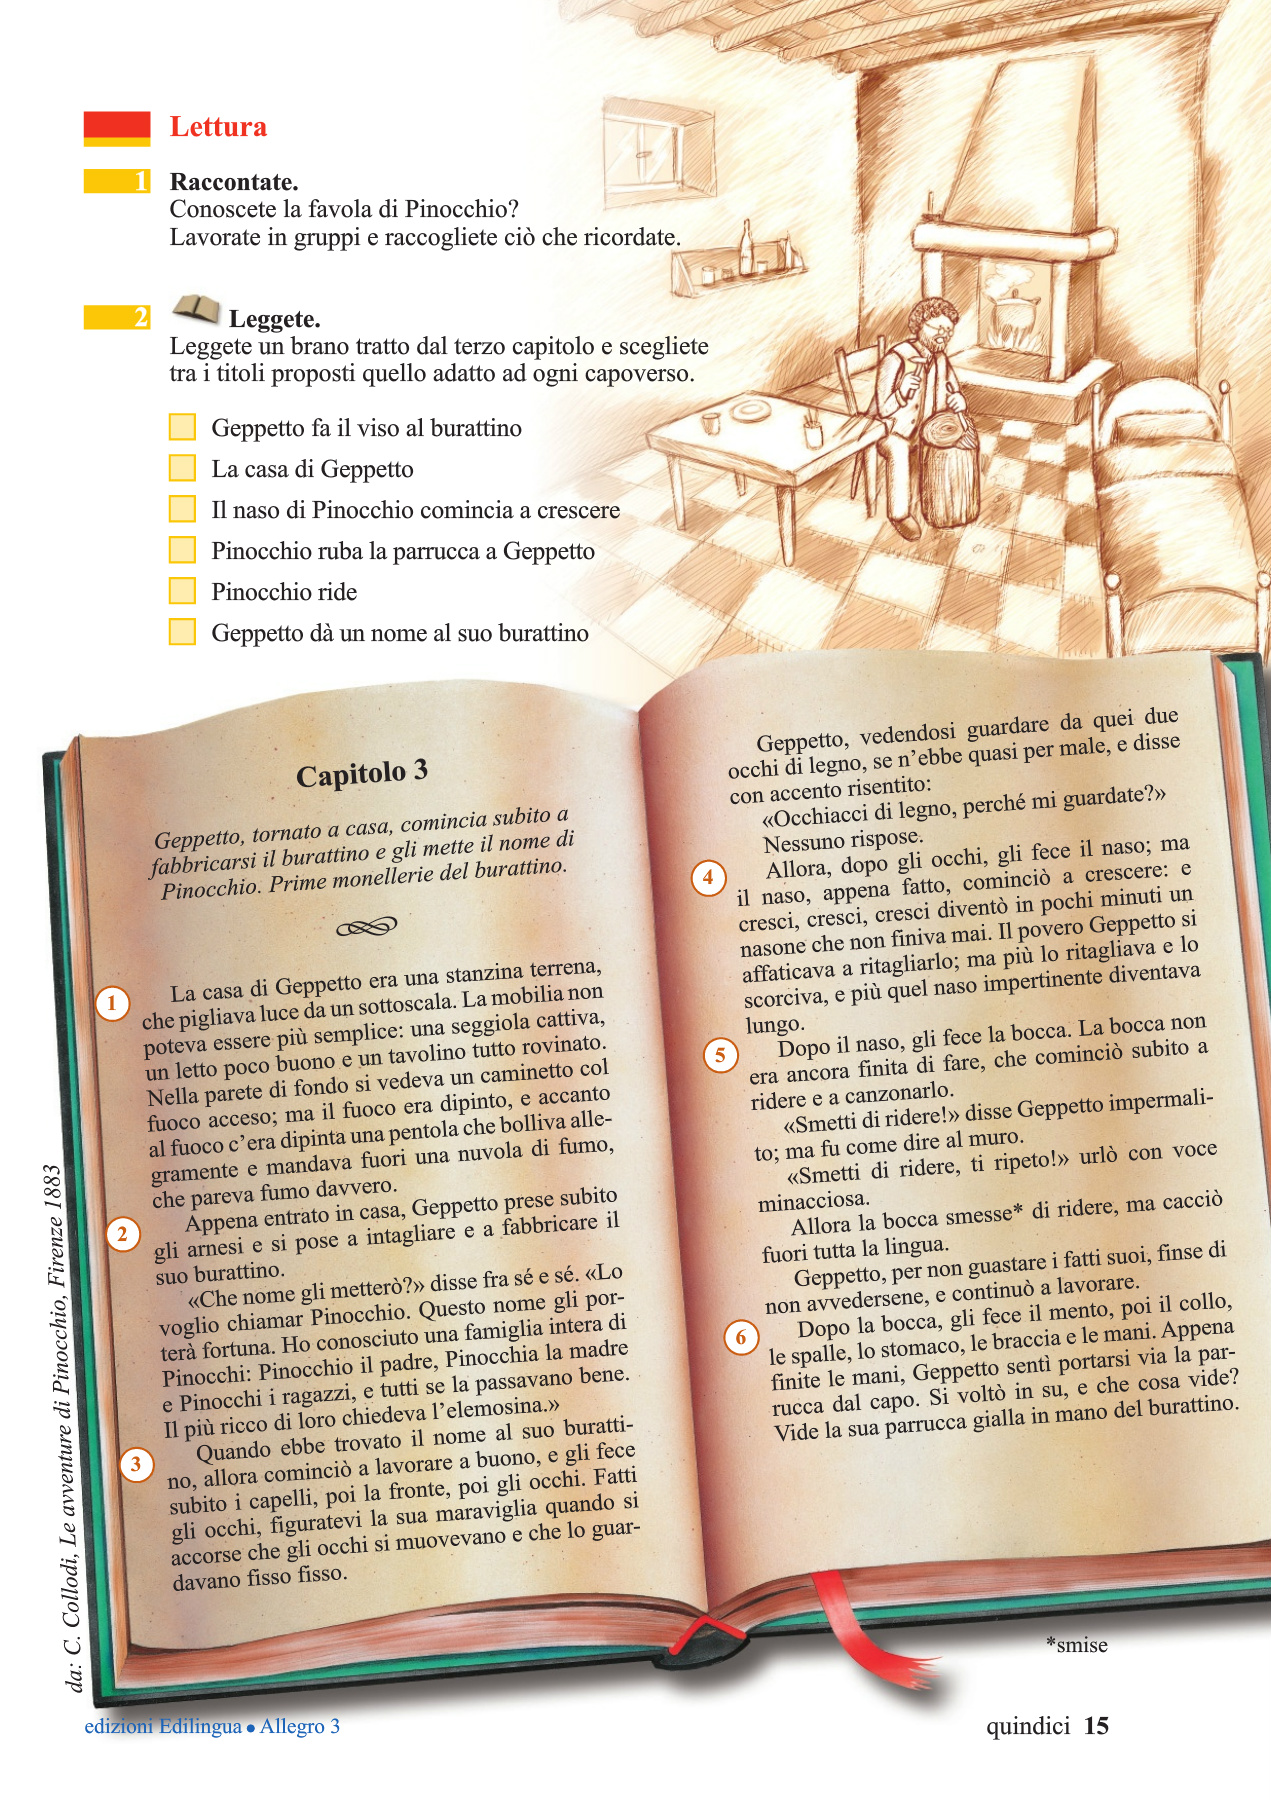 Lettura
1 Raccontate.
Conoscete la favola di Pinocchio?
Lavorate in gruppi e raccogliete ciò che ricordate.
2 Leggete.
Leggete un brano tratto dal terzo capitolo e scegliete
tra i titoli proposti quello adatto ad ogni capoverso.
Geppetto fa il viso al burattino
La casa di Geppetto
Il naso di Pinocchio comincia a crescere
Pinocchio ruba la parrucca a Geppetto
Pinocchio ride
Geppetto dà un nome al suo burattino
Capitolo 3
Geppetto, tornato a casa, comincia subito a
fabbricarsi il burattino e gli mette il nome di
Pinocchio. Prime monellerie del burattino.
1 La casa di Geppetto era una stanzina terrena,
che pigliava luce da un sottoscala. La mobilia non
poteva essere più semplice: una seggiola cattiva,
un letto poco buono e un tavolino tutto rovinato.
Nella parete di fondo si vedeva un caminetto col
fuoco acceso; ma il fuoco era dipinto, e accanto
al fuoco c'era dipinta una pentola che bolliva alle-
gramente e mandava fuori una nuvola di fumo,
che pareva fumo davvero.
2 Appena entrato in casa, Geppetto prese subito
gli arnesi e si pose a intagliare e a fabbricare il
suo burattino.
«Che nome gli metterò?» disse fra sé e sé. «Lo
voglio chiamar Pinocchio. Questo nome gli por-
terà fortuna. Ho conosciuto una famiglia intera di
Pinocchi: Pinocchio il padre, Pinocchia la madre
e Pinocchi i ragazzi, e tutti se la passavano bene.
Il più ricco di loro chiedeva l'elemosina.»
3 Quando ebbe trovato il nome al suo buratti-
no, allora cominciò a lavorare a buono, e gli fece
subito i capelli, poi la fronte, poi gli occhi. Fatti
gli occhi, figuratevi la sua maraviglia quando si
accorse che gli occhi si muovevano e che lo guar-
davano fisso fisso.
Geppetto, vedendosi guardare da quei due
occhi di legno, se n'ebbe quasi per male, e disse
con accento risentito:
«Occhiacci di legno, perché mi guardate?»
Nessuno rispose.
4 Allora, dopo gli occhi, gli fece il naso; ma
il naso, appena fatto, cominciò a crescere: e
cresci, cresci, cresci diventò in pochi minuti un
nasone che non finiva mai. Il povero Geppetto si
affaticava a ritagliarlo; ma più lo ritagliava e lo
scorciva, e più quel naso impertinente diventava
lungo.
5 Dopo il naso, gli fece la bocca. La bocca non
era ancora finita di fare, che cominciò subito a
ridere e a canzonarlo.
«Smetti di ridere!» disse Geppetto impermali-
to; ma fu come dire al muro.
«Smetti di ridere, ti ripeto!» urlò con voce
minacciosa.
Allora la bocca smesse* di ridere, ma cacciò
fuori tutta la lingua.
Geppetto, per non guastare i fatti suoi, finse di
non avvedersene, e continuò a lavorare.
6 Dopo la bocca, gli fece il mento, poi il collo,
le spalle, lo stomaco, le braccia e le mani. Appena
finite le mani, Geppetto sentì portarsi via la par-
rucca dal capo. Si voltò in su, e che cosa vide?
Vide la sua parrucca gialla in mano del burattino.
da: C. Collodi, Le avventure di Pinocchio, Firenze 1883
*smise
edizioni Edilingua • Allegro 3
quindici 15